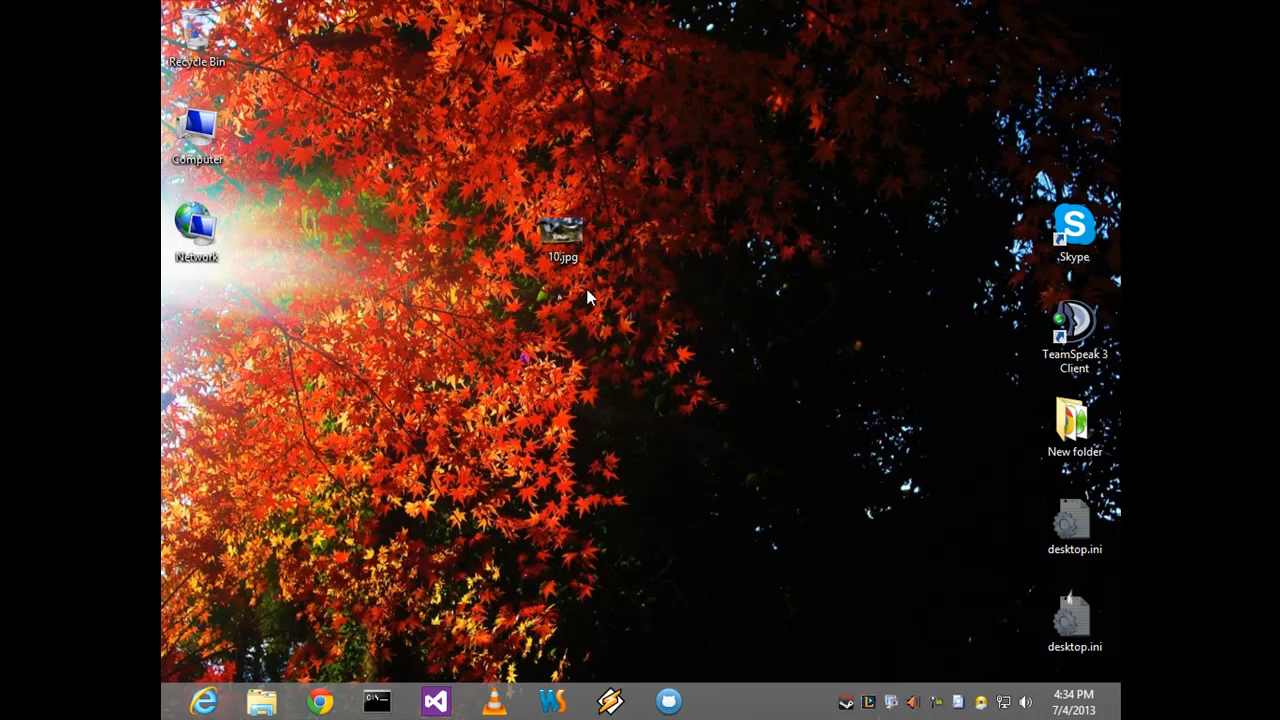 Recycle Bin
Computer
Network
10.jpg
Skype
TeamSpeak 3
Client
New folder
desktop.ini
desktop.ini
4:34 PM
7/4/2013